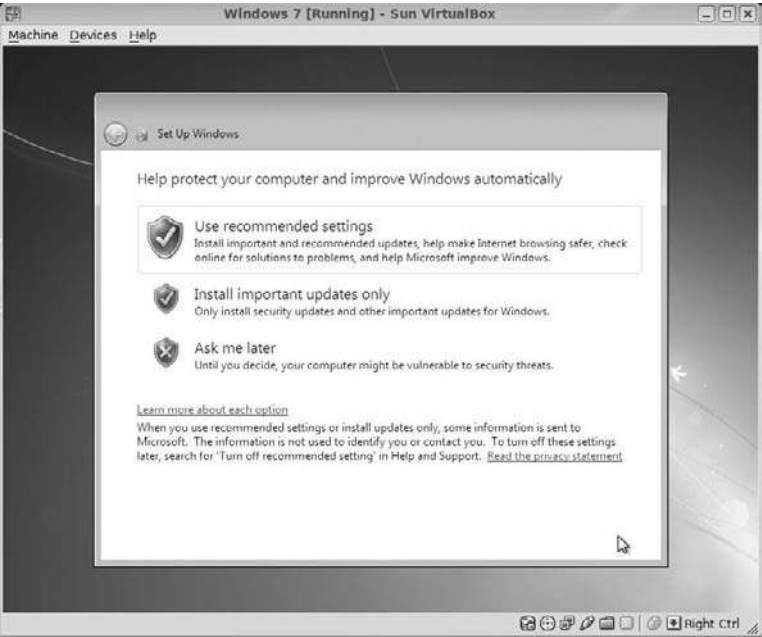 Windows 7 [Running] - Sun VirtualBox
Machine Devices Help
Set Up Windows
Help protect your computer and improve Windows automatically
Use recommended settings
Install important and recommended updates, help make Internet browsing safer, check
online for solutions to problems, and help Microsoft improve Windows.
Install important updates only
Only install security updates and other important updates for Windows.
Ask me later
Until you decide, your computer might be vulnerable to security threats.
Learn more about each option
When you use recommended settings or install updates only, some information is sent to
Microsoft. The information is not used to identify you or contact you. To turn off these settings
later, search for 'Turn off recommended setting' in Help and Support. Read the privacy statement
Right Ctrl